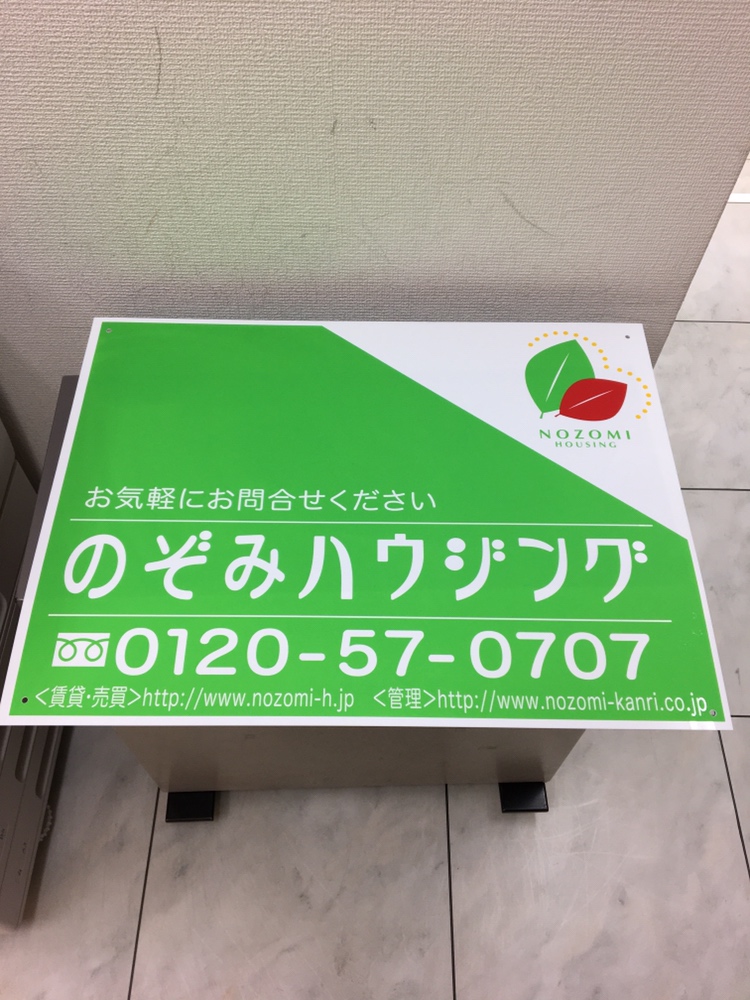 NOZOMI
HOUSING
お気軽にお問合せください
のぞみハウジング
0120-57-0707
<賃貸・売買>http://www.nozomi-h.jp <管理>http://www.nozomi-kanri.co.jp